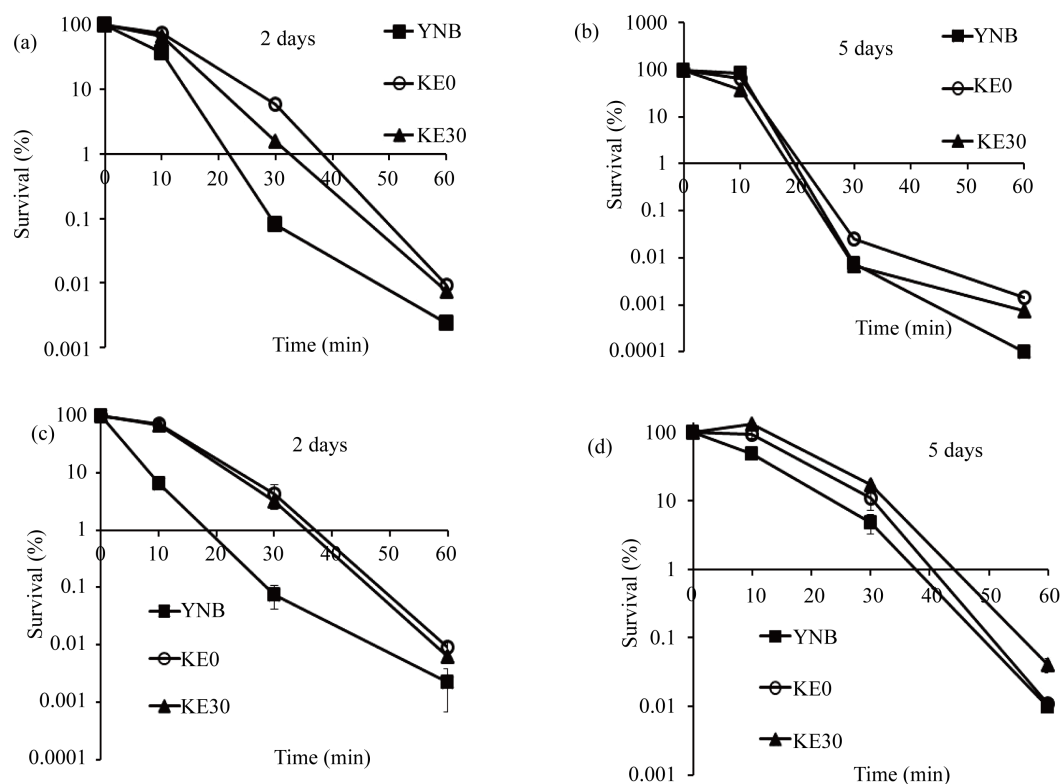 (a)
2 days
YNB
KE0
KE30
Survival (%)
100
10
1
0.1
0.01
0.001
0 10 20 30 40 50 60
Time (min)
(b)
5 days
YNB
KE0
KE30
Survival (%)
1000
100
10
1
0.1
0.01
0.001
0.0001
0 10 20 30 40 50 60
Time (min)
(c)
2 days
Survival (%)
100
10
1
0.1
0.01
0.001
0.0001
0 10 20 30 40 50 60
YNB
KE0
KE30
Time (min)
(d)
5 days
Survival (%)
100
10
1
0.1
0.01
0.001
0 10 20 30 40 50 60
YNB
KE0
KE30
Time (min)